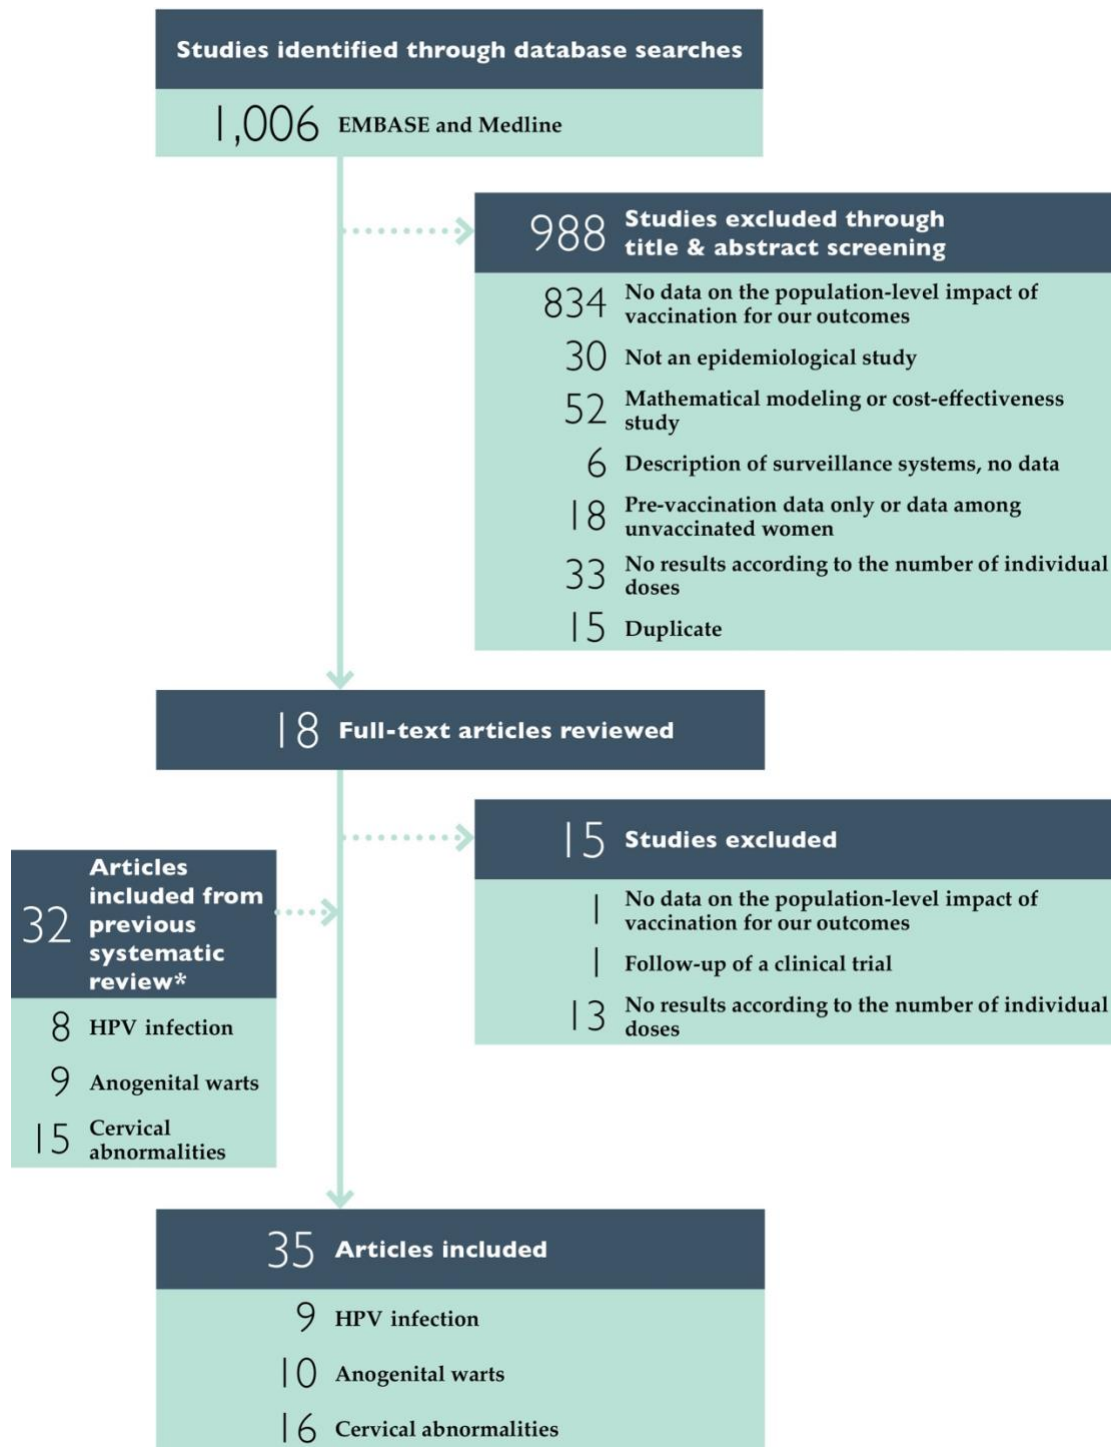 Studies identified through database searches
1,006 EMBASE and Medline
988 Studies excluded through
title & abstract screening
834 No data on the population-level impact of
vaccination for our outcomes
30 Not an epidemiological study
52 Mathematical modeling or cost-effectiveness
study
6 Description of surveillance systems, no data
18 Pre-vaccination data only or data among
unvaccinated women
33 No results according to the number of individual
doses
15 Duplicate
18 Full-text articles reviewed
15 Studies excluded
1 No data on the population-level impact of
vaccination for our outcomes
1 Follow-up of a clinical trial
13 No results according to the number of individual
doses
Articles
included from
32 previous
systematic
review*
8 HPV infection
9 Anogenital warts
15 Cervical
abnormalities
35 Articles included
9 HPV infection
10 Anogenital warts
16 Cervical abnormalities